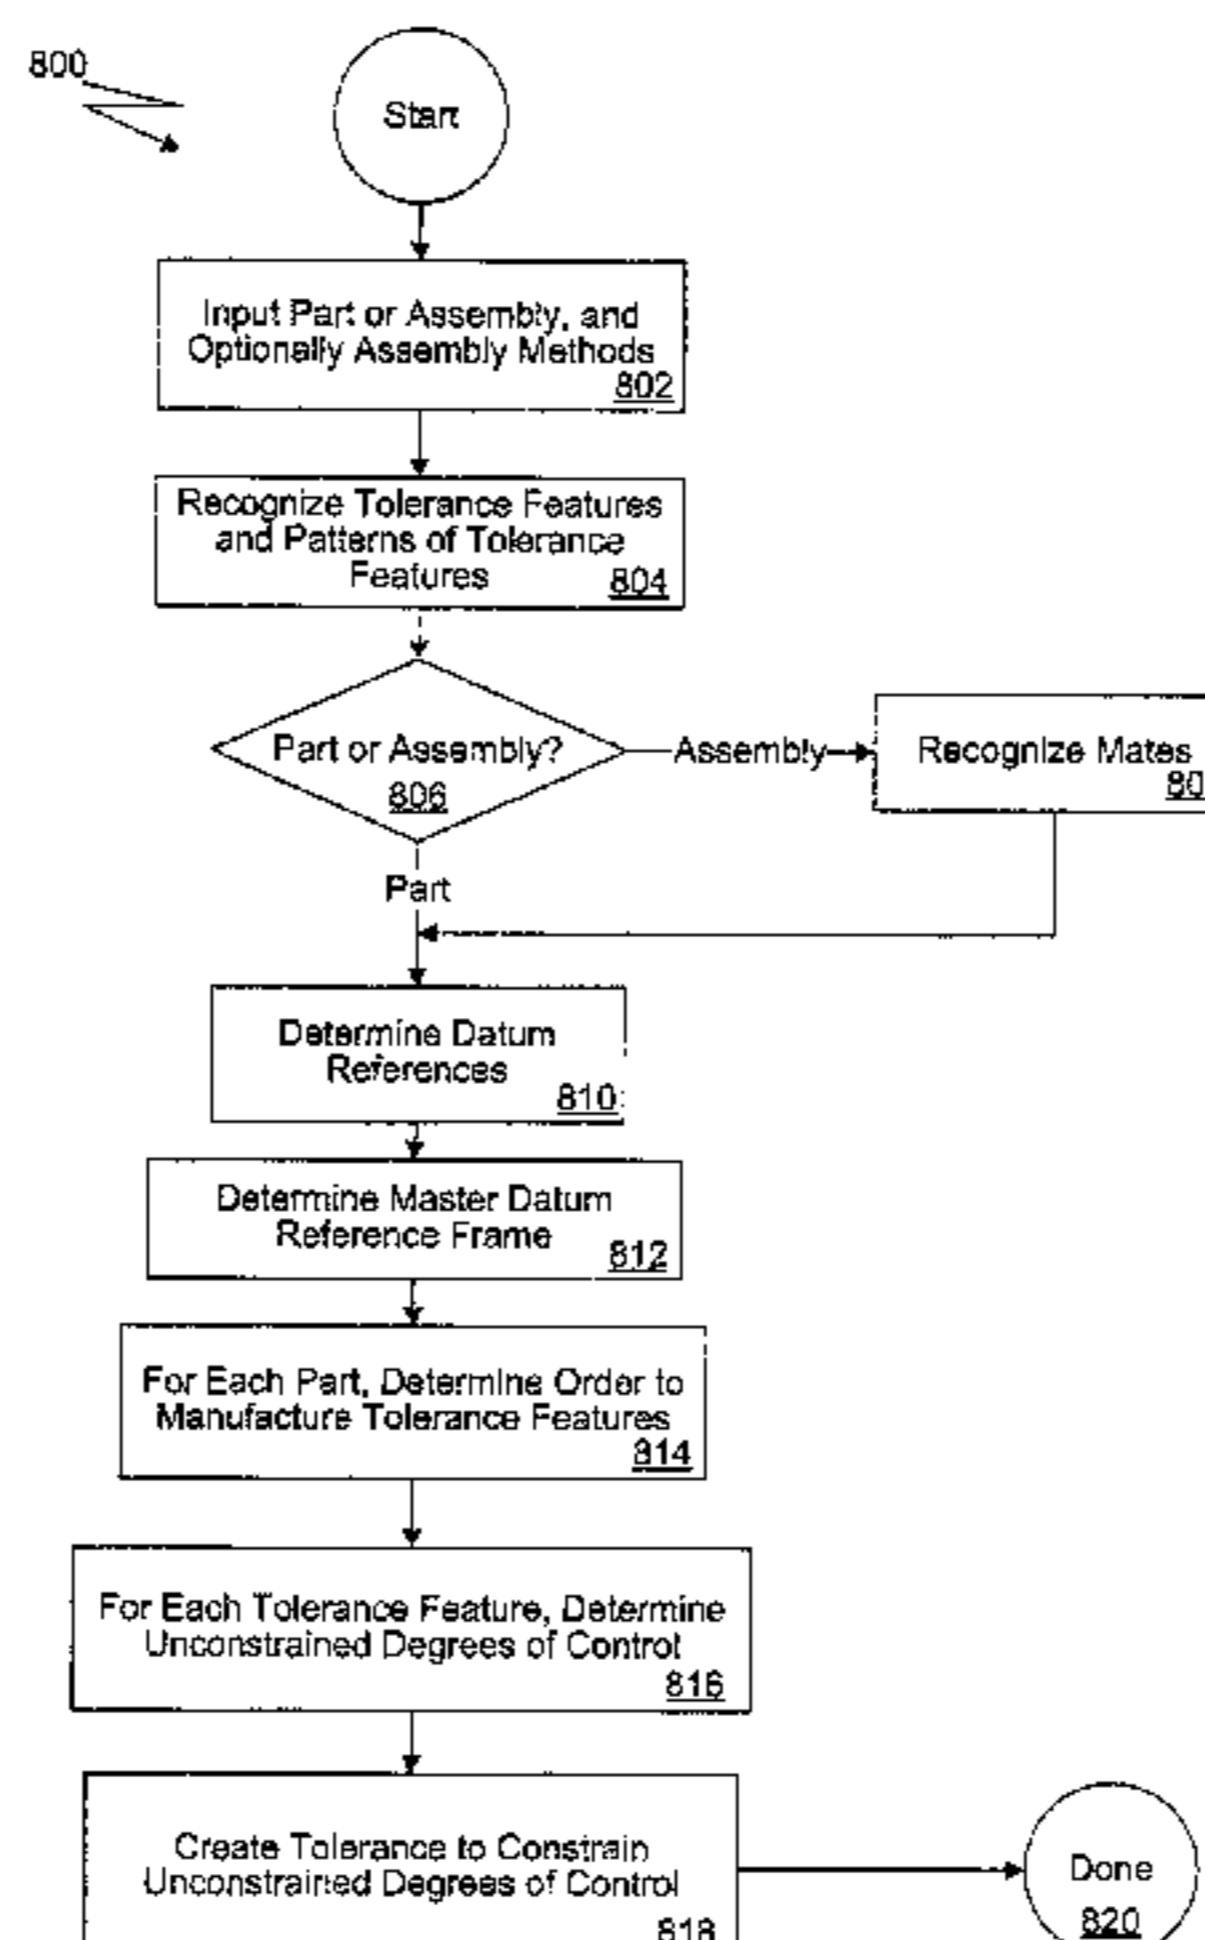 800
Start
Input Part or Assembly, and
Optionally Assembly Methods
802
Recognize Tolerance Features
and Patterns of Tolerance
Features
804
Part or Assembly?
806
Assembly
Recognize Mates
80
Part
Determine Datum
References
810
Determine Master Datum
Reference Frame
812
For Each Part, Determine Order to
Manufacture Tolerance Features
814
For Each Tolerance Feature, Determine
Unconstrained Degrees of Control
816
Create Tolerance to Constrain
Unconstrained Degrees of Control
818
Done
820